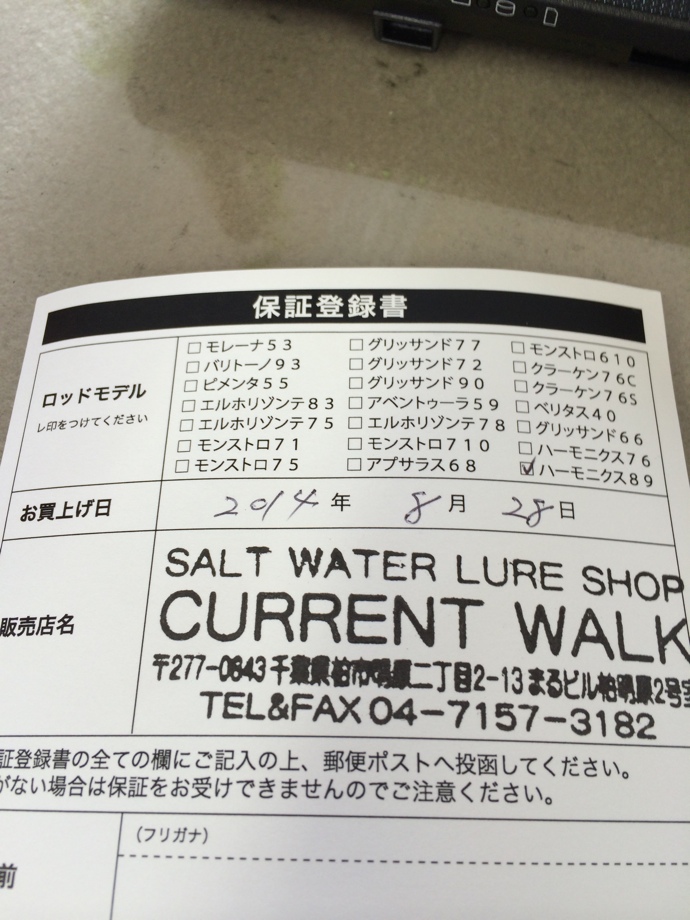 保証登録書
ロッドモデル
レ印をつけてください
□モレーナ53 □グリッサンド77 □モンストロ610
□バリトーノ93 □グリッサンド72 □クラーケン76C
□ピメンタ55 □グリッサンド90 □クラーケン76S
□エルホリゾンテ83 □アベントゥーラ59 □ベリタス40
□エルホリゾンテ75 □エルホリゾンテ78 □グリッサンド66
□モンストロ71 □モンストロ710 □ハーモニクス76
□モンストロ75 □アプサラス68 ☑ハーモニクス89
お買上げ日 2014年 8月 28日
販売店名
SALT WATER LURE SHOP
CURRENT WALK
〒277-0843千葉県柏市明原二丁目2-13まるビル柏明原2号
TEL&FAX04-7157-3182
証登録書の全ての欄にご記入の上、郵便ポストへ投函してください。
がない場合は保証をお受けできませんのでご注意ください。
(フリガナ)
前